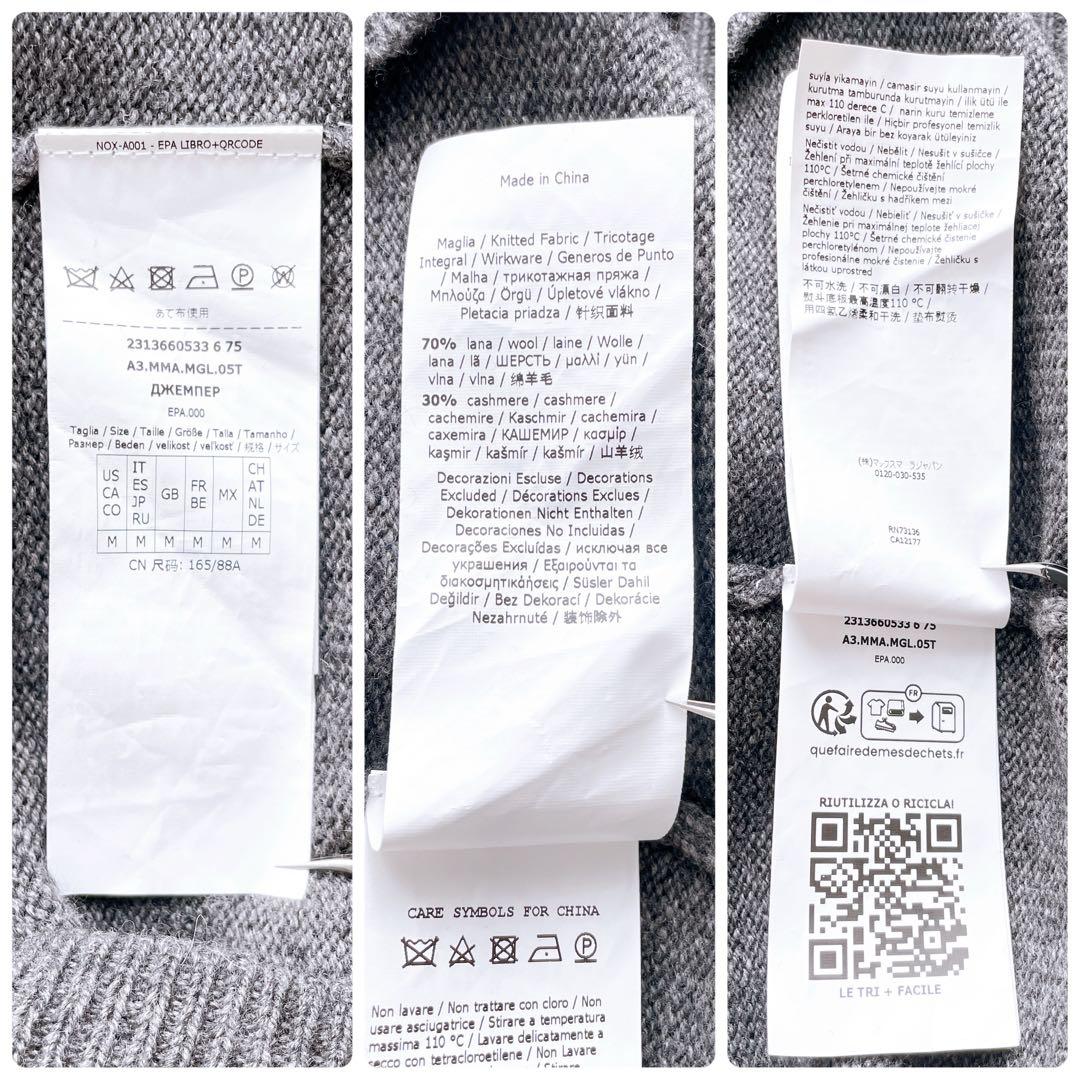 NOX-A001 - EPA LIBRO+QRCODE
あて布使用
2313660533 6 75
A3.MMA.MGL.05T
ДЖЕМПЕР
EPA.000
Taglia / Size / Taille / Größe / Talla / Tamanho /
Размер / Beden / velikost / veľkosť / 规格 / サイズ
US CA CO
IT ES JP RU
GB
FR BE
MX
CH AT NL DE
M M M M M M
CN 尺码: 165/88A
Made in China
Maglia / Knitted Fabric / Tricotage
Integral / Wirkware / Generos de Punto
/ Malha / трикотажная пряжа /
Μπλούζα / Örgü / Úpletové vlákno /
Pletacia priadza / 针织面料
70% lana / wool / laine / Wolle /
lana / lã / ШЕРСТЬ / μαλλί / yün /
vlna / vlna / 绵羊毛
30% cashmere / cashmere /
cachemire / Kaschmir / cachemira /
caxemira / КАШЕМИР / κασμίρ /
kaşmir / kašmír / kašmír / 山羊绒
Decorazioni Escluse / Decorations
Excluded / Décorations Exclues /
Dekorationen Nicht Enthalten /
Decoraciones No Incluidas /
Decorações Excluídas / исключая все
украшения / Εξαιρούνται τα
διακοσμητικάήσεις / Süsler Dahil
Değildir / Bez Dekorací / Dekorácie
Nezahrnuté / 装饰除外
CARE SYMBOLS FOR CHINA
P
Non lavare / Non trattare con cloro / Non
usare asciugatrice / Stirare a temperatura
massima 110 °C / Lavare delicatamente a
secco con tetracloroetilene / Non Lavare
suyla yikamayin / camasir suyu kullanmayin /
kurutma tamburunda kurutmayin / ilik ütü ile
max 110 derece C / narin kuru temizleme
perkloretilen ile / Hiçbir profesyonel temizlik
suyu / Araya bir bez koyarak ütüleyiniz
Nečistit vodou / Nebělit / Nesušit v sušičce /
Žehlení při maximální teplotě žehlící plochy
110°C / Šetrné chemické čištění
perchloretylenem / Nepoužívejte mokré
čištění / Žehličku s hadříkem mezi
Nečistiť vodou / Nebieliť / Nesušiť v sušičke /
Žehlenie pri maximálnej teplote žehliacej
plochy 110°C / Šetrné chemické čistenie
perchloretylénom / Nepoužívajte
profesionálne mokré čistenie / Žehličku s
látkou uprostred
不可水洗 / 不可漂白 / 不可翻转干燥 /
熨斗底板最高温度110 °C /
用四氯乙烯柔和干洗 / 垫布熨烫
(株)マックスマーラジャパン
0120-030-535
RN73136
CA12177
2313660533 6 75
A3.MMA.MGL.05T
EPA.000
FR
quefairedemesdechets.fr
RIUTILIZZA O RICICLA!
LE TRI + FACILE